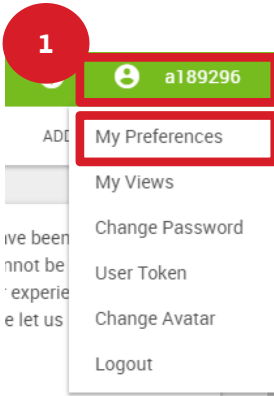 1
a189296
ADD
My Preferences
My Views
ve been
Change Password
nnot be
User Token
experie
e let us
Change Avatar
Logout